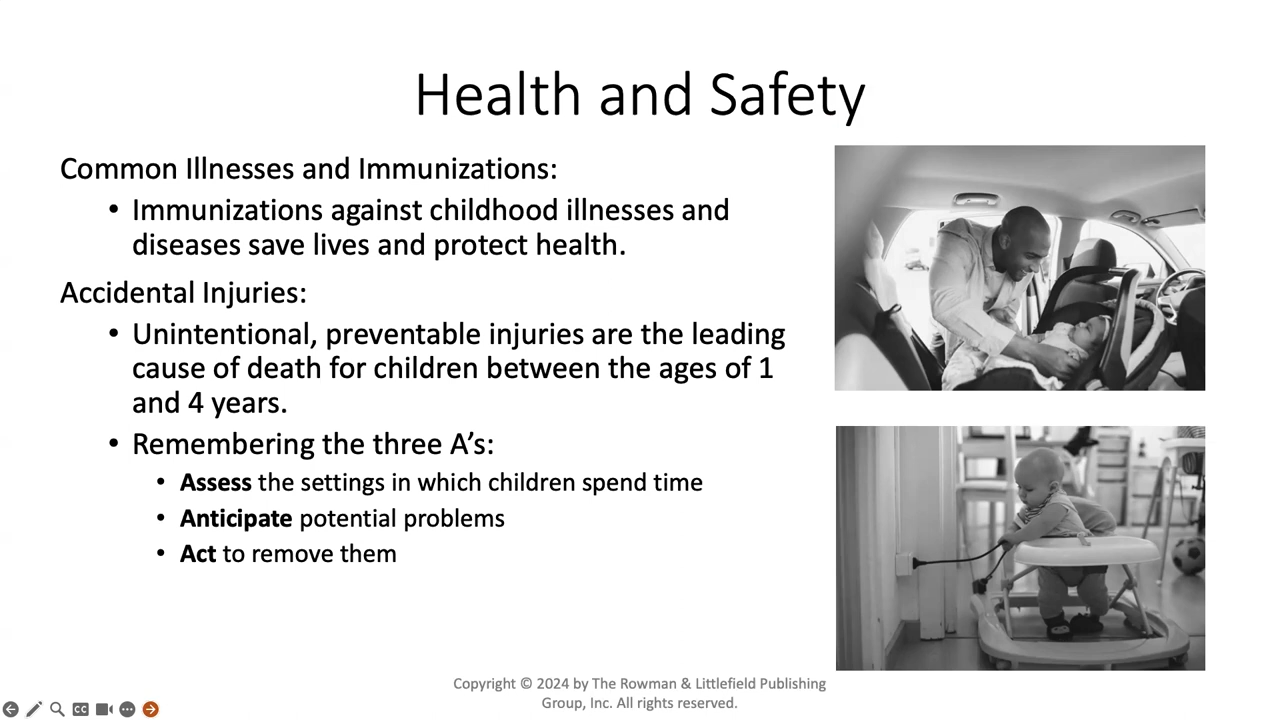 Health and Safety
Common Illnesses and Immunizations:
• Immunizations against childhood illnesses and
diseases save lives and protect health.
Accidental Injuries:
• Unintentional, preventable injuries are the leading
cause of death for children between the ages of 1
and 4 years.
• Remembering the three A’s:
• Assess the settings in which children spend time
• Anticipate potential problems
• Act to remove them
Copyright © 2024 by The Rowman & Littlefield Publishing
Group, Inc. All rights reserved.
CC